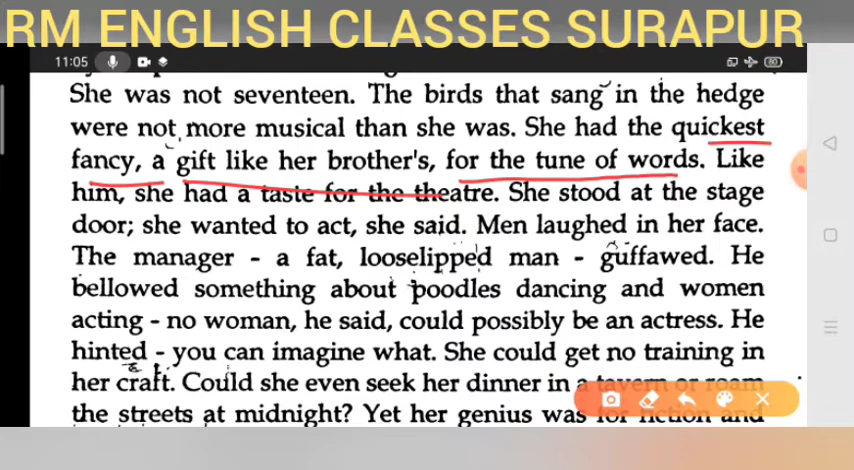 RM ENGLISH CLASSES SURAPUR
11:05
80
She was not seventeen. The birds that sang in the hedge
were not more musical than she was. She had the quickest
fancy, a gift like her brother's, for the tune of words. Like
him, she had a taste for the theatre. She stood at the stage
door; she wanted to act, she said. Men laughed in her face.
The manager - a fat, looselipped man - guffawed. He
bellowed something about poodles dancing and women
acting - no woman, he said, could possibly be an actress. He
hinted - you can imagine what. She could get no training in
her craft. Could she even seek her dinner in a tavern or roam
the streets at midnight? Yet her genius was for fiction and